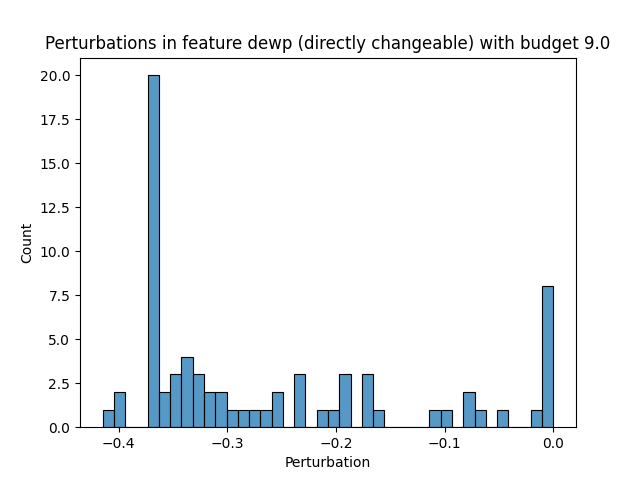 Perturbations in feature dewp (directly changeable) with budget 9.0
20.0
17.5
15.0
12.5
10.0
7.5
5.0
2.5
0.0
Count
−0.4 −0.3 −0.2 −0.1 0.0
Perturbation